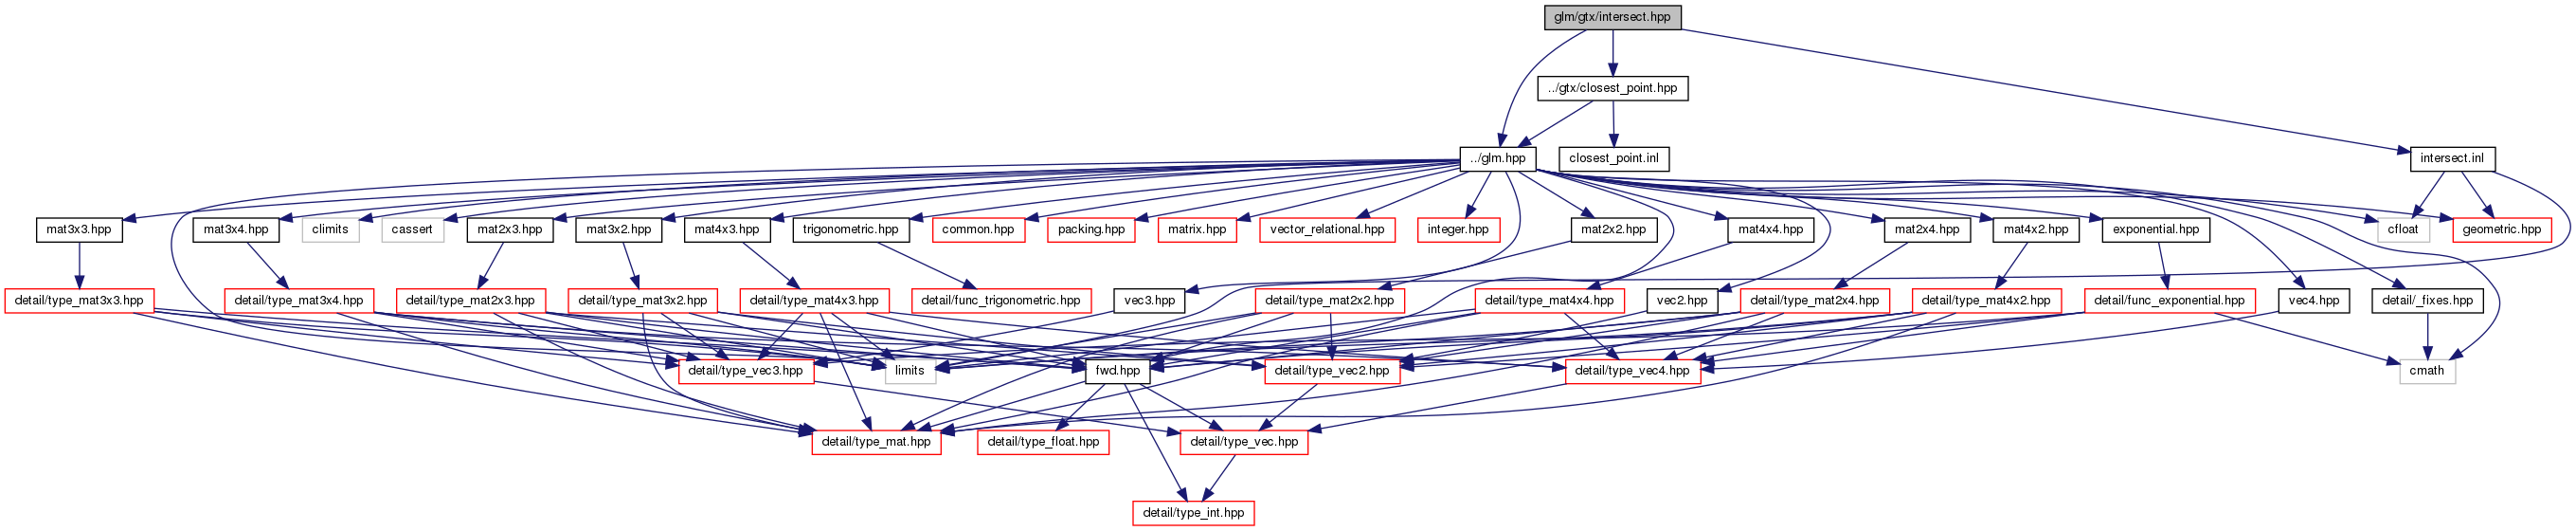 glm/gtx/intersect.hpp
../gtx/closest_point.hpp
../glm.hpp
closest_point.inl
intersect.inl
mat3x3.hpp
mat3x4.hpp
climits
cassert
mat2x3.hpp
mat3x2.hpp
mat4x3.hpp
trigonometric.hpp
common.hpp
packing.hpp
matrix.hpp
vector_relational.hpp
integer.hpp
mat2x2.hpp
mat4x4.hpp
mat2x4.hpp
mat4x2.hpp
exponential.hpp
cfloat
geometric.hpp
detail/type_mat3x3.hpp
detail/type_mat3x4.hpp
detail/type_mat2x3.hpp
detail/type_mat3x2.hpp
detail/type_mat4x3.hpp
detail/func_trigonometric.hpp
vec3.hpp
detail/type_mat2x2.hpp
detail/type_mat4x4.hpp
vec2.hpp
detail/type_mat2x4.hpp
detail/type_mat4x2.hpp
detail/func_exponential.hpp
vec4.hpp
detail/_fixes.hpp
detail/type_vec3.hpp
limits
fwd.hpp
detail/type_vec2.hpp
detail/type_vec4.hpp
cmath
detail/type_mat.hpp
detail/type_float.hpp
detail/type_vec.hpp
detail/type_int.hpp